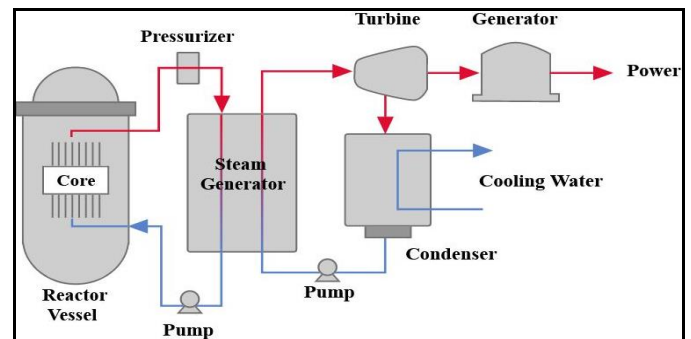 Turbine
Generator
Pressurizer
Power
Steam
Generator
Core
Cooling Water
Condenser
Reactor
Vessel
Pump
Pump